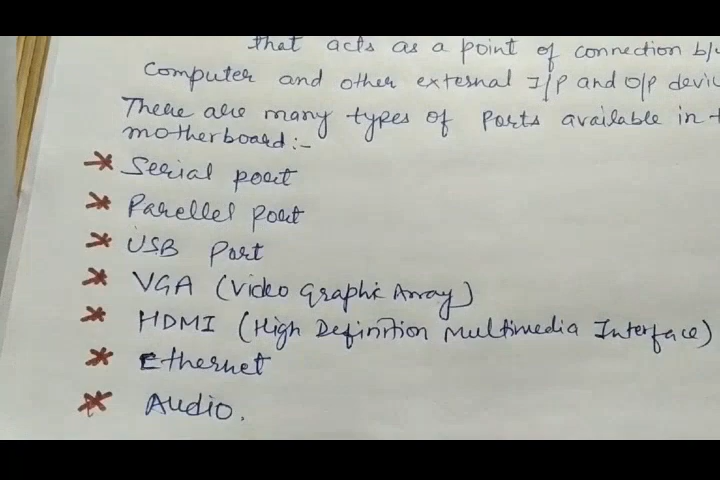 that acts as a point of connection b/w
computer and other external I/P and O/P
There are many types of Ports available in
motherboard:-
* Serial port
* Parellel Port
* USB Port
* VGA (Video Graphic Array)
* HDMI (High Definition Multimedia Interface)
* Ethernet
* Audio.